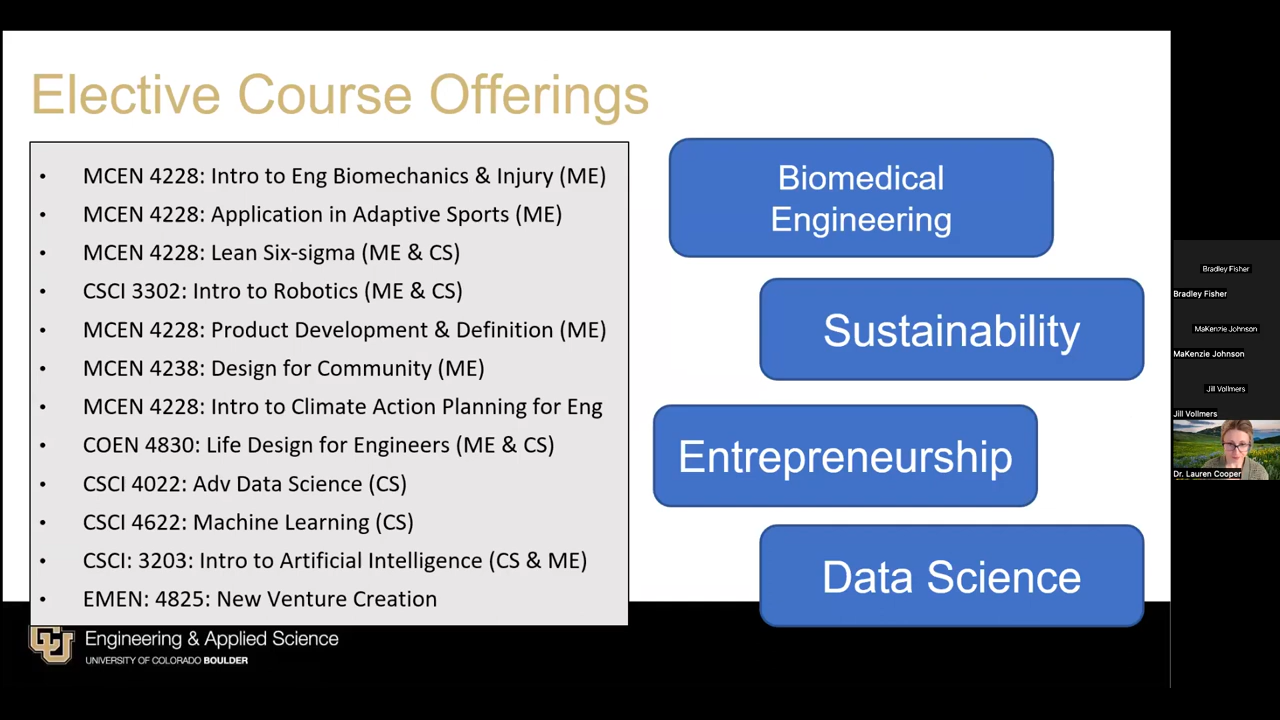 Elective Course Offerings
• MCEN 4228: Intro to Eng Biomechanics & Injury (ME)
• MCEN 4228: Application in Adaptive Sports (ME)
• MCEN 4228: Lean Six-sigma (ME & CS)
• CSCI 3302: Intro to Robotics (ME & CS)
• MCEN 4228: Product Development & Definition (ME)
• MCEN 4238: Design for Community (ME)
• MCEN 4228: Intro to Climate Action Planning for Eng
• COEN 4830: Life Design for Engineers (ME & CS)
• CSCI 4022: Adv Data Science (CS)
• CSCI 4622: Machine Learning (CS)
• CSCI: 3203: Intro to Artificial Intelligence (CS & ME)
• EMEN: 4825: New Venture Creation
Biomedical
Engineering
Sustainability
Entrepreneurship
Data Science
CU
Engineering & Applied Science
UNIVERSITY OF COLORADO BOULDER
Bradley Fisher
Bradley Fisher
MaKenzie Johnson
MaKenzie Johnson
Jill Vollmers
Jill Vollmers
Dr. Lauren Cooper